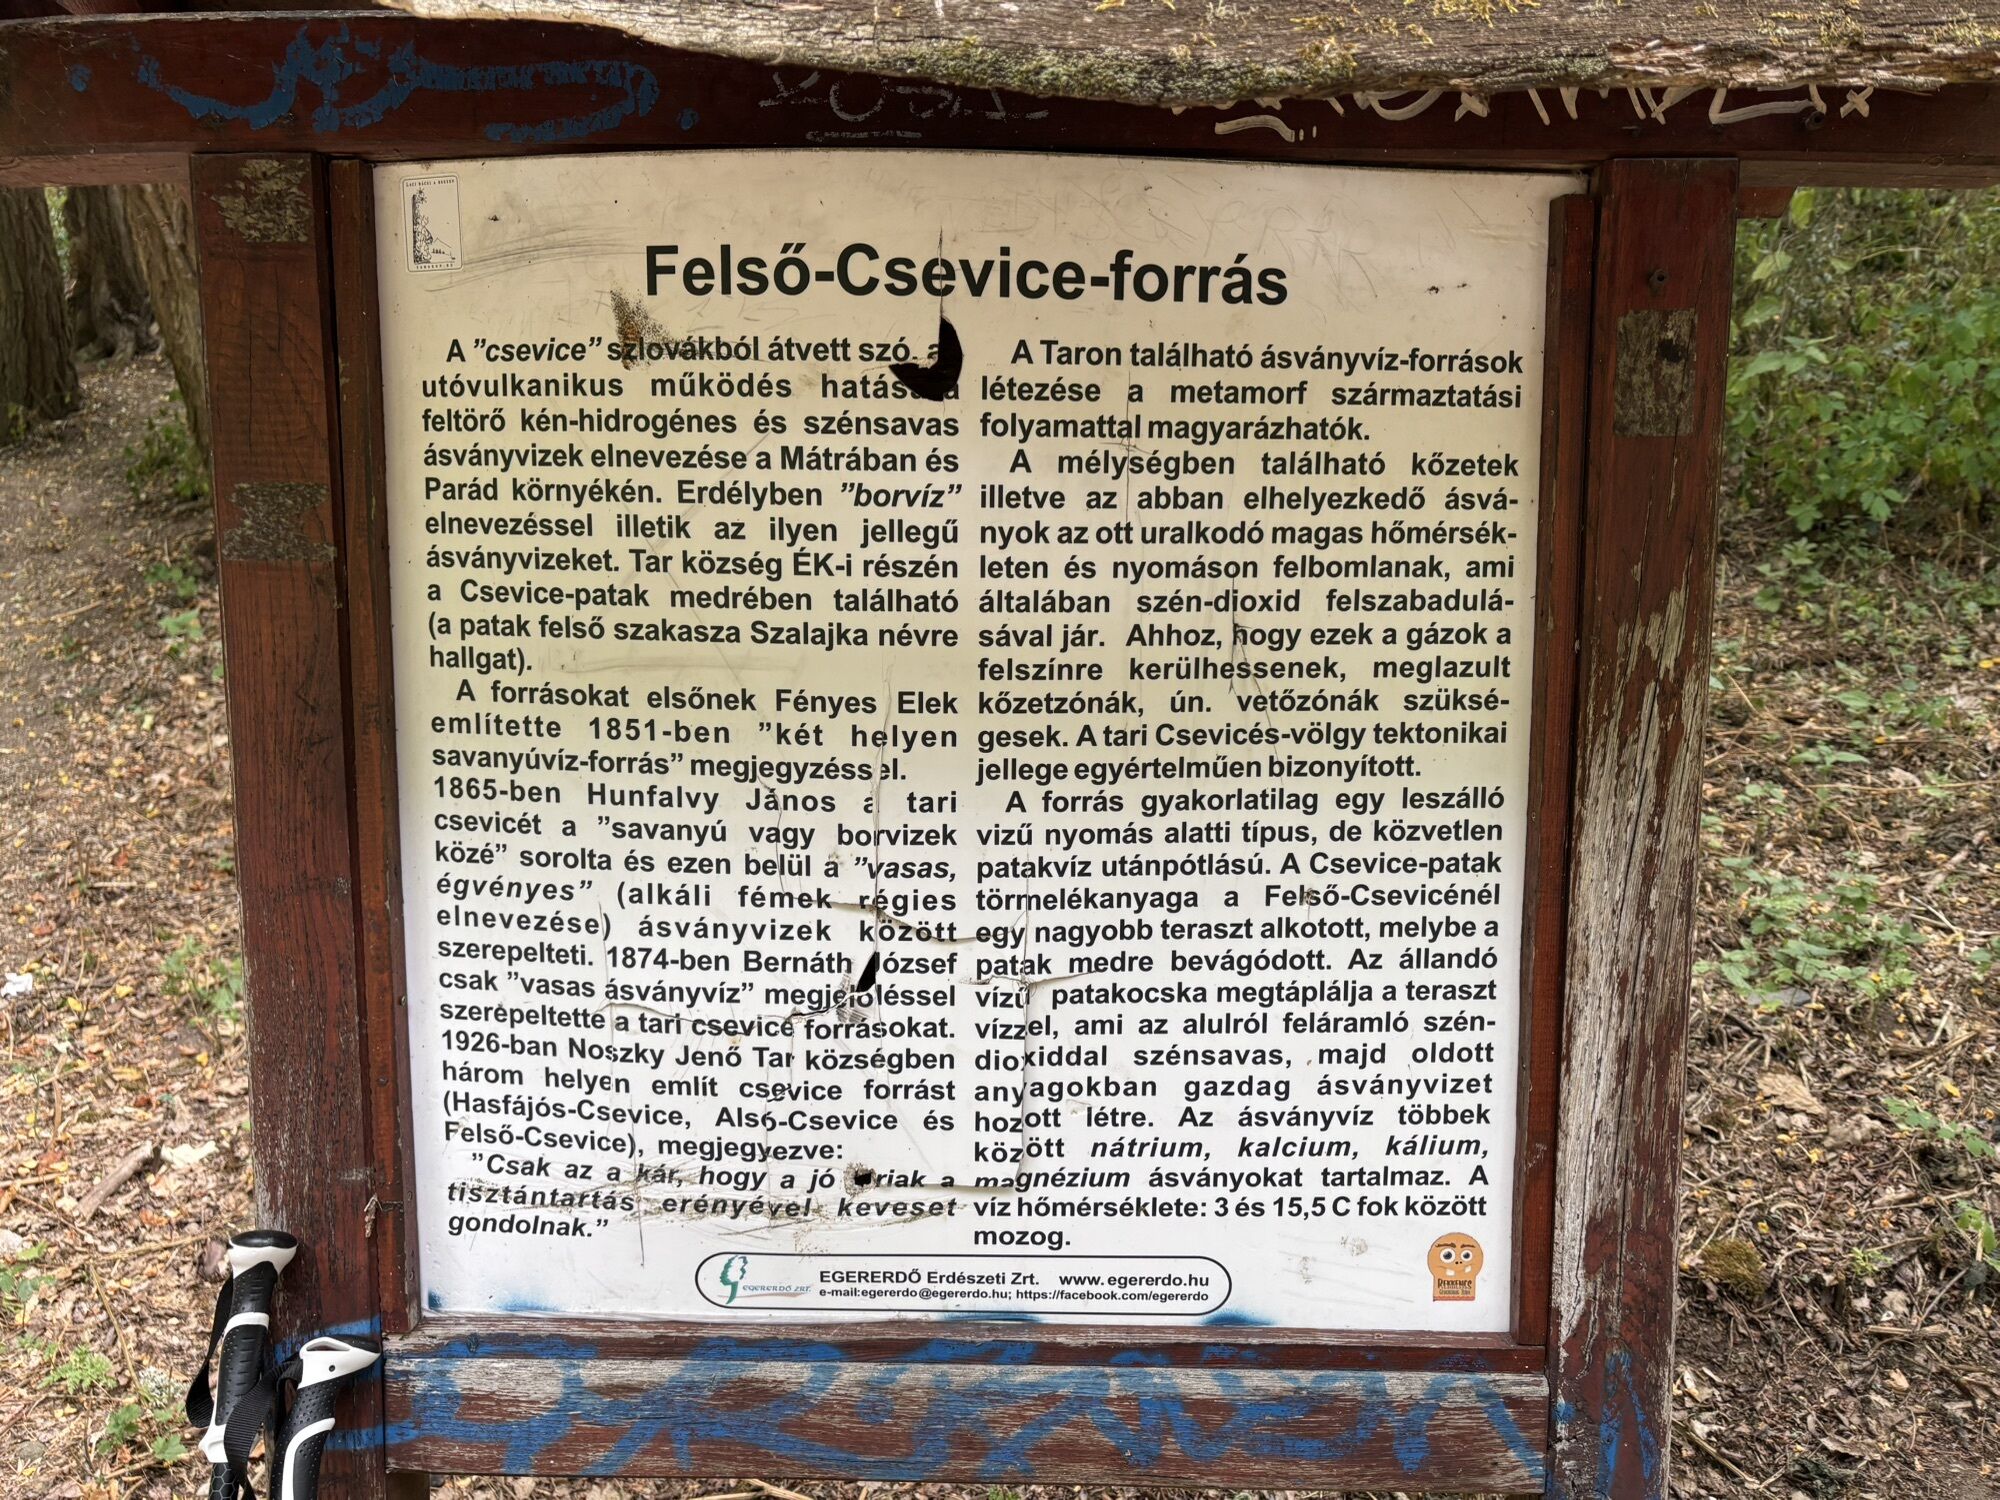 Felső-Csevice-forrás
A "csevice" szlovákból átvett szó, a
utóvulkanikus működés hatására
feltörő kén-hidrogénes és szénsavas
ásványvizek elnevezése a Mátrában és
Parád környékén. Erdélyben "borvíz"
elnevezéssel illetik az ilyen jellegű
ásványvizeket. Tar község ÉK-i részén
a Csevice-patak medrében található
(a patak felső szakasza Szalajka névre
hallgat).
A forrásokat elsőnek Fényes Elek
említette 1851-ben "két helyen
savanyúvíz-forrás" megjegyzéssel.
1865-ben Hunfalvy János a tari
csevicét a "savanyú vagy borvizek
közé" sorolta és ezen belül a "vasas,
égvényes" (alkáli fémek régies
elnevezése) ásványvizek között
szerepelteti. 1874-ben Bernáth József
csak "vasas ásványvíz" megjelöléssel
szerepeltette a tari csevice forrásokat.
1926-ban Noszky Jenő Tar községben
három helyen említ csevice forrást
(Hasfájós-Csevice, Alsó-Csevice és
Felső-Csevice), megjegyezve:
"Csak az a kár, hogy a jó a
tisztántartás erényével keveset
gondolnak."
A Taron található ásványvíz-források
létezése a metamorf származtatási
folyamattal magyarázhatók.
A mélységben található kőzetek
illetve az abban elhelyezkedő ásvá-
nyok az ott uralkodó magas hőmérsék-
leten és nyomáson felbomlanak, ami
általában szén-dioxid felszabadulá-
sával jár. Ahhoz, hogy ezek a gázok a
felszínre kerülhessenek, meglazult
kőzetzónák, ún. vetőzónák szüksé-
gesek. A tari Csevicés-völgy tektonikai
jellege egyértelműen bizonyított.
A forrás gyakorlatilag egy leszálló
vizű nyomás alatti típus, de közvetlen
patakvíz utánpótlású. A Csevice-patak
törmelékanyaga a Felső-Csevicénél
egy nagyobb teraszt alkotott, melybe a
patak medre bevágódott. Az állandó
vízű patakocska megtáplálja a teraszt
vízzel, ami az alulról feláramló szén-
dioxiddal szénsavas, majd oldott
anyagokban gazdag ásványvizet
hozott létre. Az ásványvíz többek
között nátrium, kalcium, kálium,
magnézium ásványokat tartalmaz. A
víz hőmérséklete: 3 és 15,5 C fok között
mozog.
EGERERDŐ ZRT.
EGERERDŐ Erdészeti Zrt. www.egererdo.hu
e-mail:egererdo@egererdo.hu; https://facebook.com/egererdo